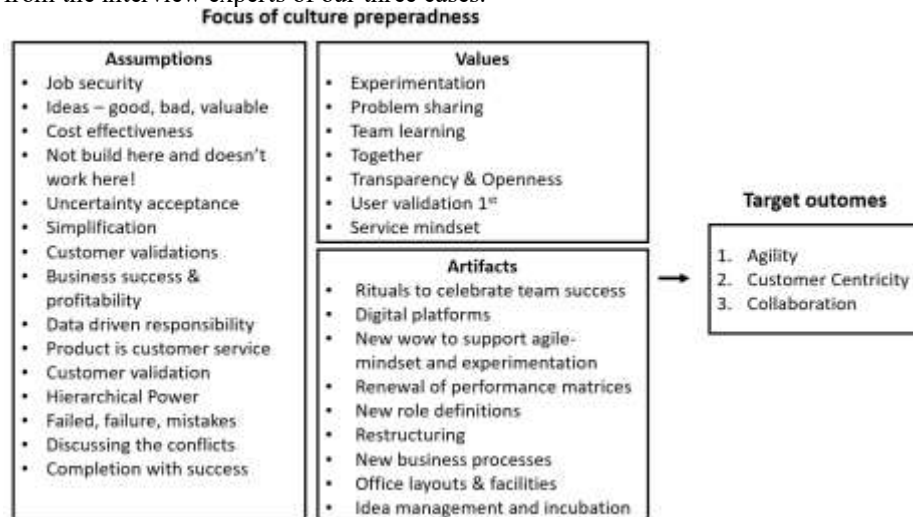 from the interview experts of our three cases.
Focus of culture preperadness
Assumptions
• Job security
• Ideas – good, bad, valuable
• Cost effectiveness
• Not build here and doesn't
work here!
• Uncertainty acceptance
• Simplification
• Customer validations
• Business success &
profitability
• Data driven responsibility
• Product is customer service
• Customer validation
• Hierarchical Power
• Failed, failure, mistakes
• Discussing the conflicts
• Completion with success
Values
• Experimentation
• Problem sharing
• Team learning
• Together
• Transparency & Openness
• User validation 1st
• Service mindset
Artifacts
• Rituals to celebrate team success
• Digital platforms
• New wow to support agile-
mindset and experimentation
• Renewal of performance matrices
• New role definitions
• Restructuring
• New business processes
• Office layouts & facilities
• Idea management and incubation
Target outcomes
1. Agility
2. Customer Centricity
3. Collaboration